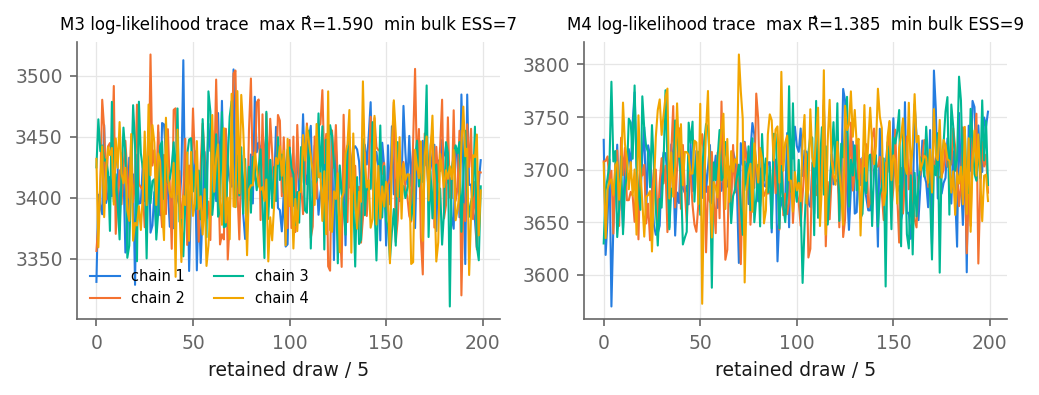 M3 log-likelihood trace  max R̂=1.590  min bulk ESS=7
3500
3450
3400
3350
chain 1
chain 2
chain 3
chain 4
0
50
100
150
200
retained draw / 5
M4 log-likelihood trace  max R̂=1.385  min bulk ESS=9
3800
3750
3700
3650
3600
0
50
100
150
200
retained draw / 5